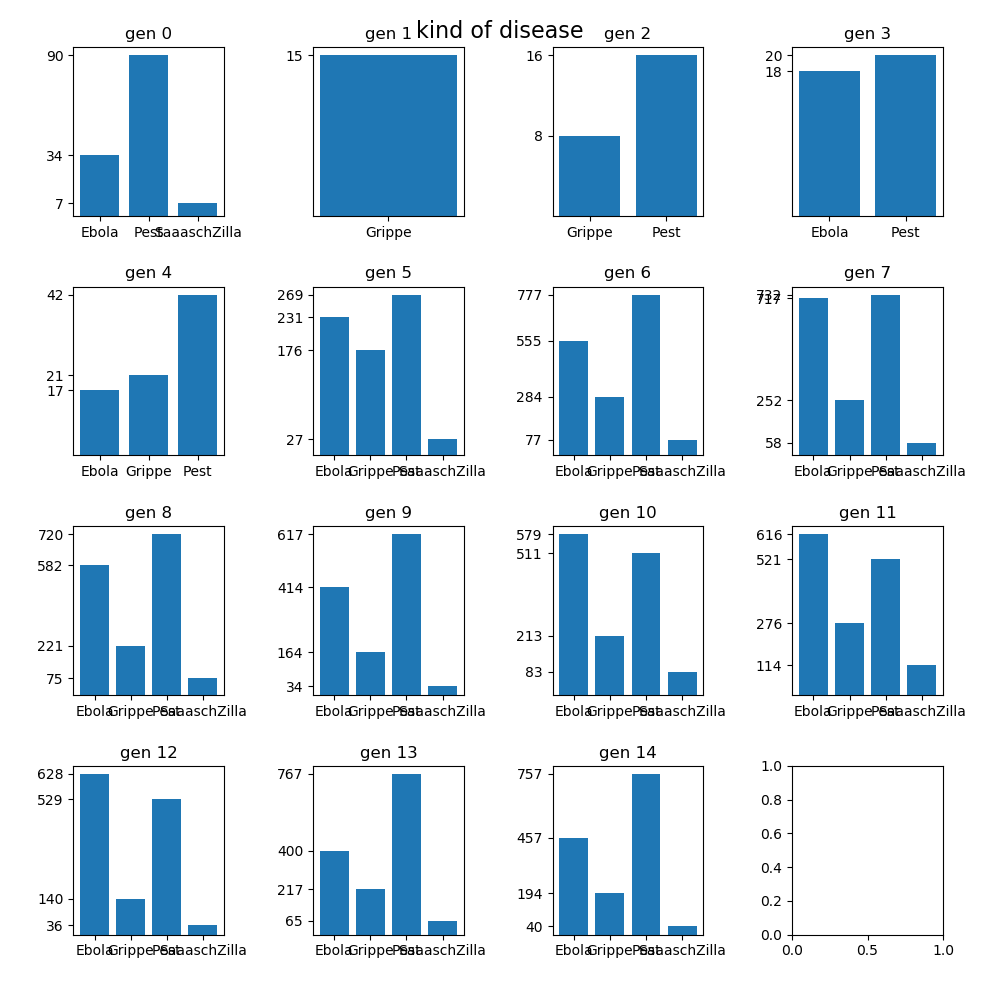 kind of disease
gen 0
gen 1
gen 2
gen 3
90
34
7
Ebola Pest SaaaschZilla
15
Grippe
16
8
Grippe Pest
20
18
Ebola Pest
gen 4
gen 5
gen 6
gen 7
42
21
17
Ebola Grippe Pest
269
231
176
27
Ebola Grippe Pest SaaaschZilla
777
555
284
77
Ebola Grippe Pest SaaaschZilla
732
717
252
58
Ebola Grippe Pest SaaaschZilla
gen 8
gen 9
gen 10
gen 11
720
582
221
75
Ebola Grippe Pest SaaaschZilla
617
414
164
34
Ebola Grippe Pest SaaaschZilla
579
511
213
83
Ebola Grippe Pest SaaaschZilla
616
521
276
114
Ebola Grippe Pest SaaaschZilla
gen 12
gen 13
gen 14
628
529
140
36
Ebola Grippe Pest SaaaschZilla
767
400
217
65
Ebola Grippe Pest SaaaschZilla
757
457
194
40
Ebola Grippe Pest SaaaschZilla
1.0
0.8
0.6
0.4
0.2
0.0
0.0 0.5 1.0